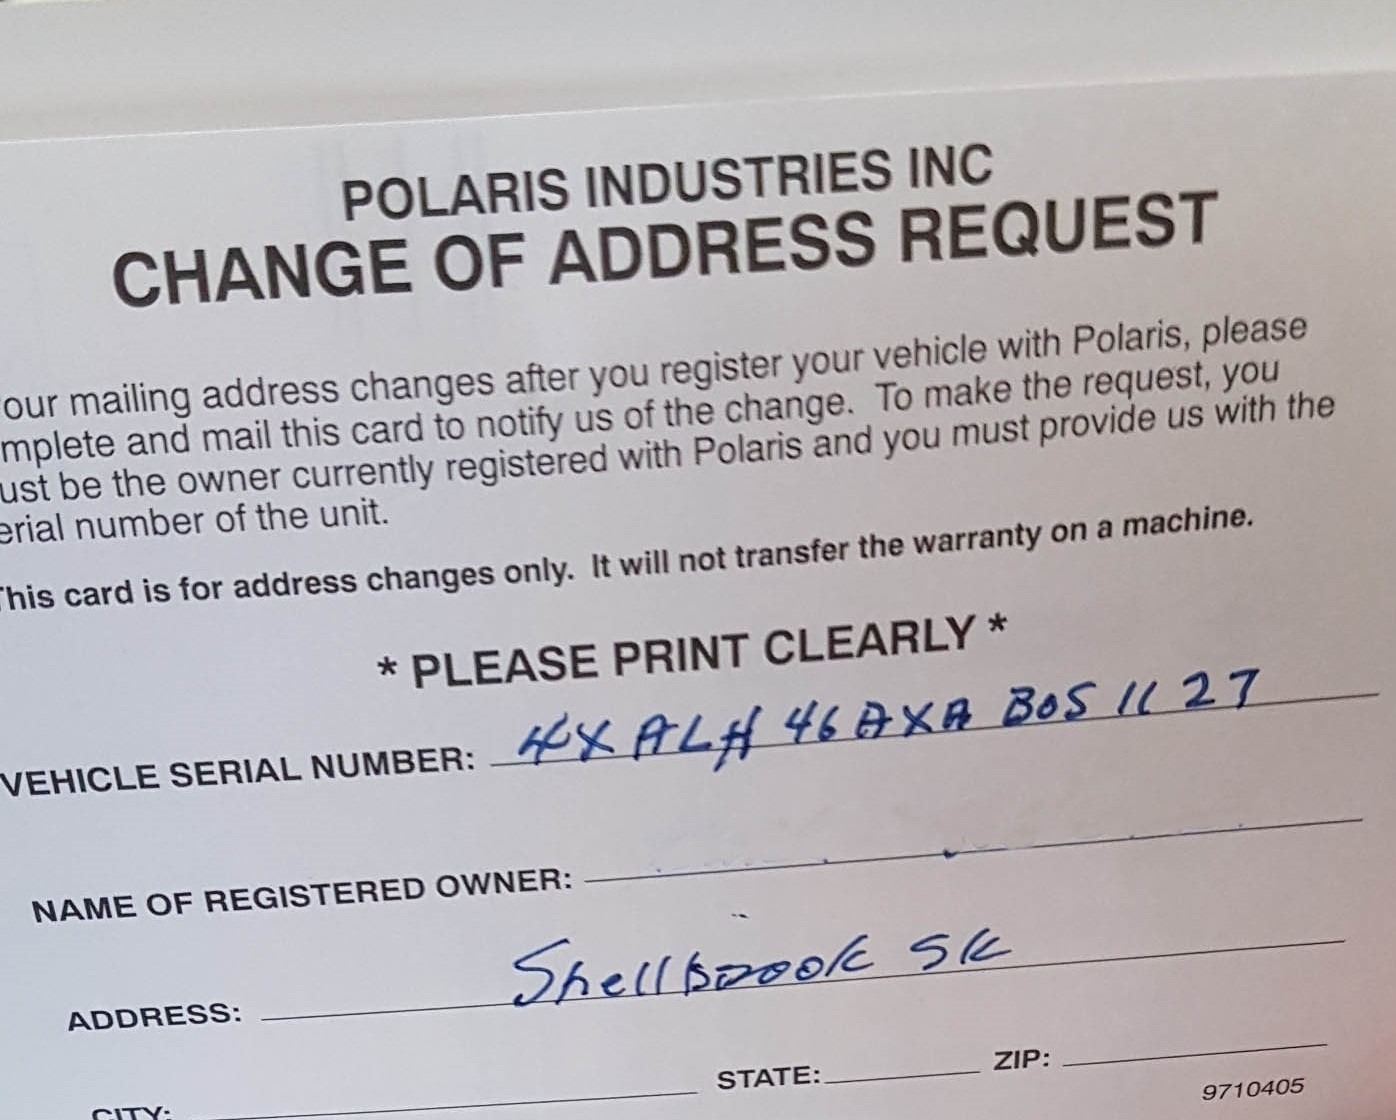 POLARIS INDUSTRIES INC
CHANGE OF ADDRESS REQUEST
our mailing address changes after you register your vehicle with Polaris, please
mplete and mail this card to notify us of the change. To make the request, you
ust be the owner currently registered with Polaris and you must provide us with the
erial number of the unit.
This card is for address changes only. It will not transfer the warranty on a machine.
* PLEASE PRINT CLEARLY *
VEHICLE SERIAL NUMBER: 4XALH46AXAB051127
NAME OF REGISTERED OWNER:
ADDRESS: Shellbrook SK
CITY: STATE: ZIP:
9710405